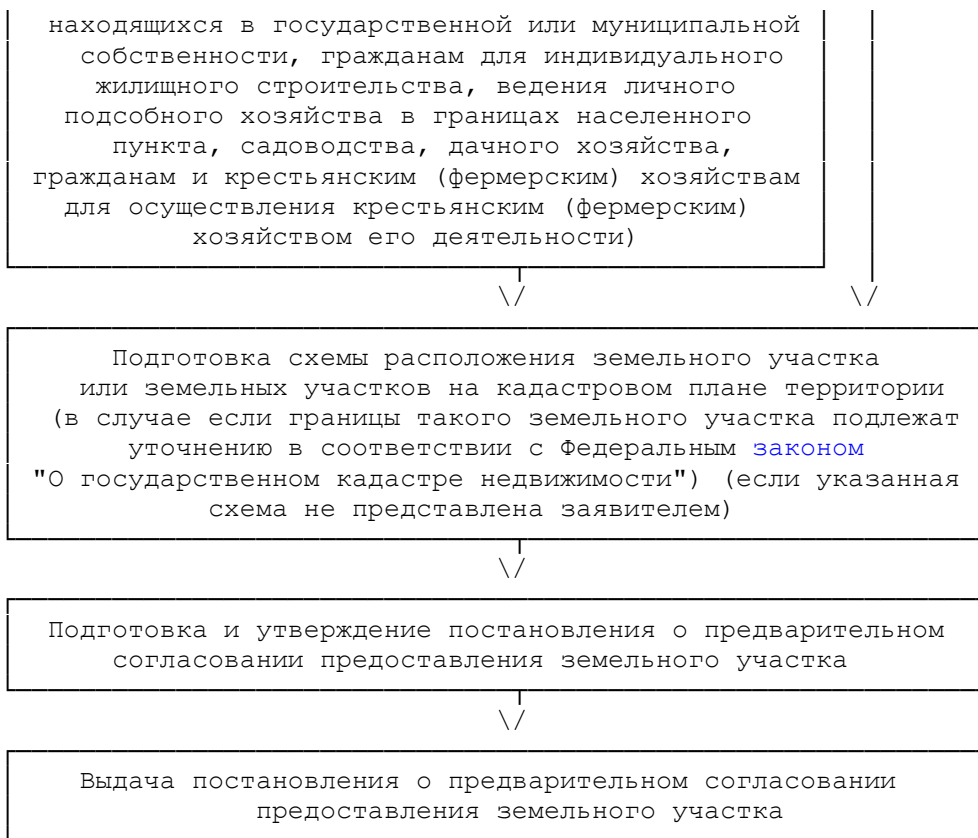 находящихся в государственной или муниципальной
собственности, гражданам для индивидуального
жилищного строительства, ведения личного
подсобного хозяйства в границах населенного
пункта, садоводства, дачного хозяйства,
гражданам и крестьянским (фермерским) хозяйствам
для осуществления крестьянским (фермерским)
хозяйством его деятельности)
Подготовка схемы расположения земельного участка
или земельных участков на кадастровом плане территории
(в случае если границы такого земельного участка подлежат
уточнению в соответствии с Федеральным законом
"О государственном кадастре недвижимости") (если указанная
схема не представлена заявителем)
Подготовка и утверждение постановления о предварительном
согласовании предоставления земельного участка
Выдача постановления о предварительном согласовании
предоставления земельного участка